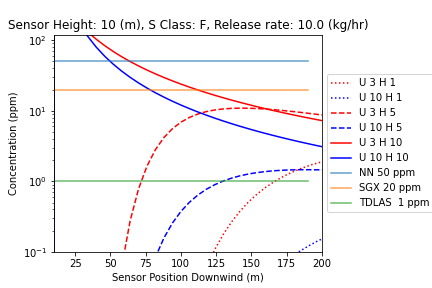 Sensor Height: 10 (m), S Class: F, Release rate: 10.0 (kg/hr)
10²
10¹
10⁰
10⁻¹
Concentration (ppm)
25 50 75 100 125 150 175 200
Sensor Position Downwind (m)
U 3 H 1
U 10 H 1
U 3 H 5
U 10 H 5
U 3 H 10
U 10 H 10
NN 50 ppm
SGX 20 ppm
TDLAS  1 ppm